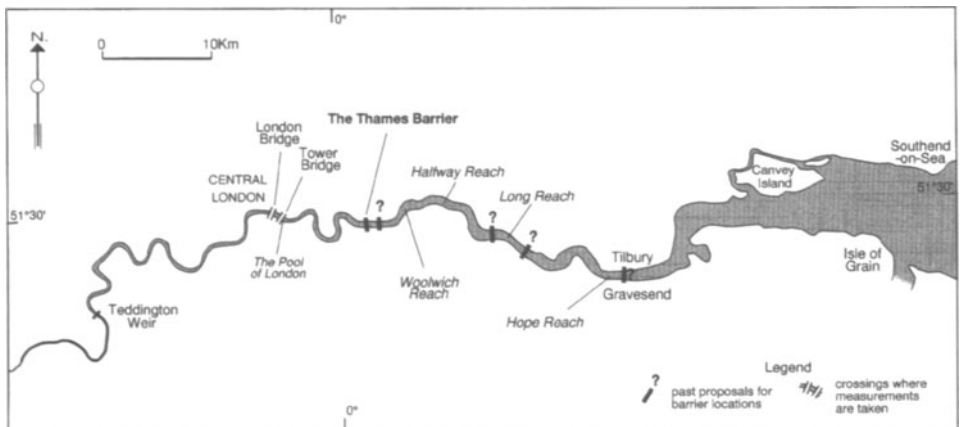 0°
N.
0 10Km
The Thames Barrier
London
Bridge
Tower
Bridge
Halfway Reach
Southend
-on-Sea
CENTRAL
LONDON
Canvey
Island
51°30'
?
?
Long Reach
?
51°30'
The Pool
of London
Woolwich
Reach
Tilbury
?
Isle of
Grain
Gravesend
Teddington
Weir
Hope Reach
Legend
?
past proposals for
barrier locations
crossings where
measurements
are taken
0°